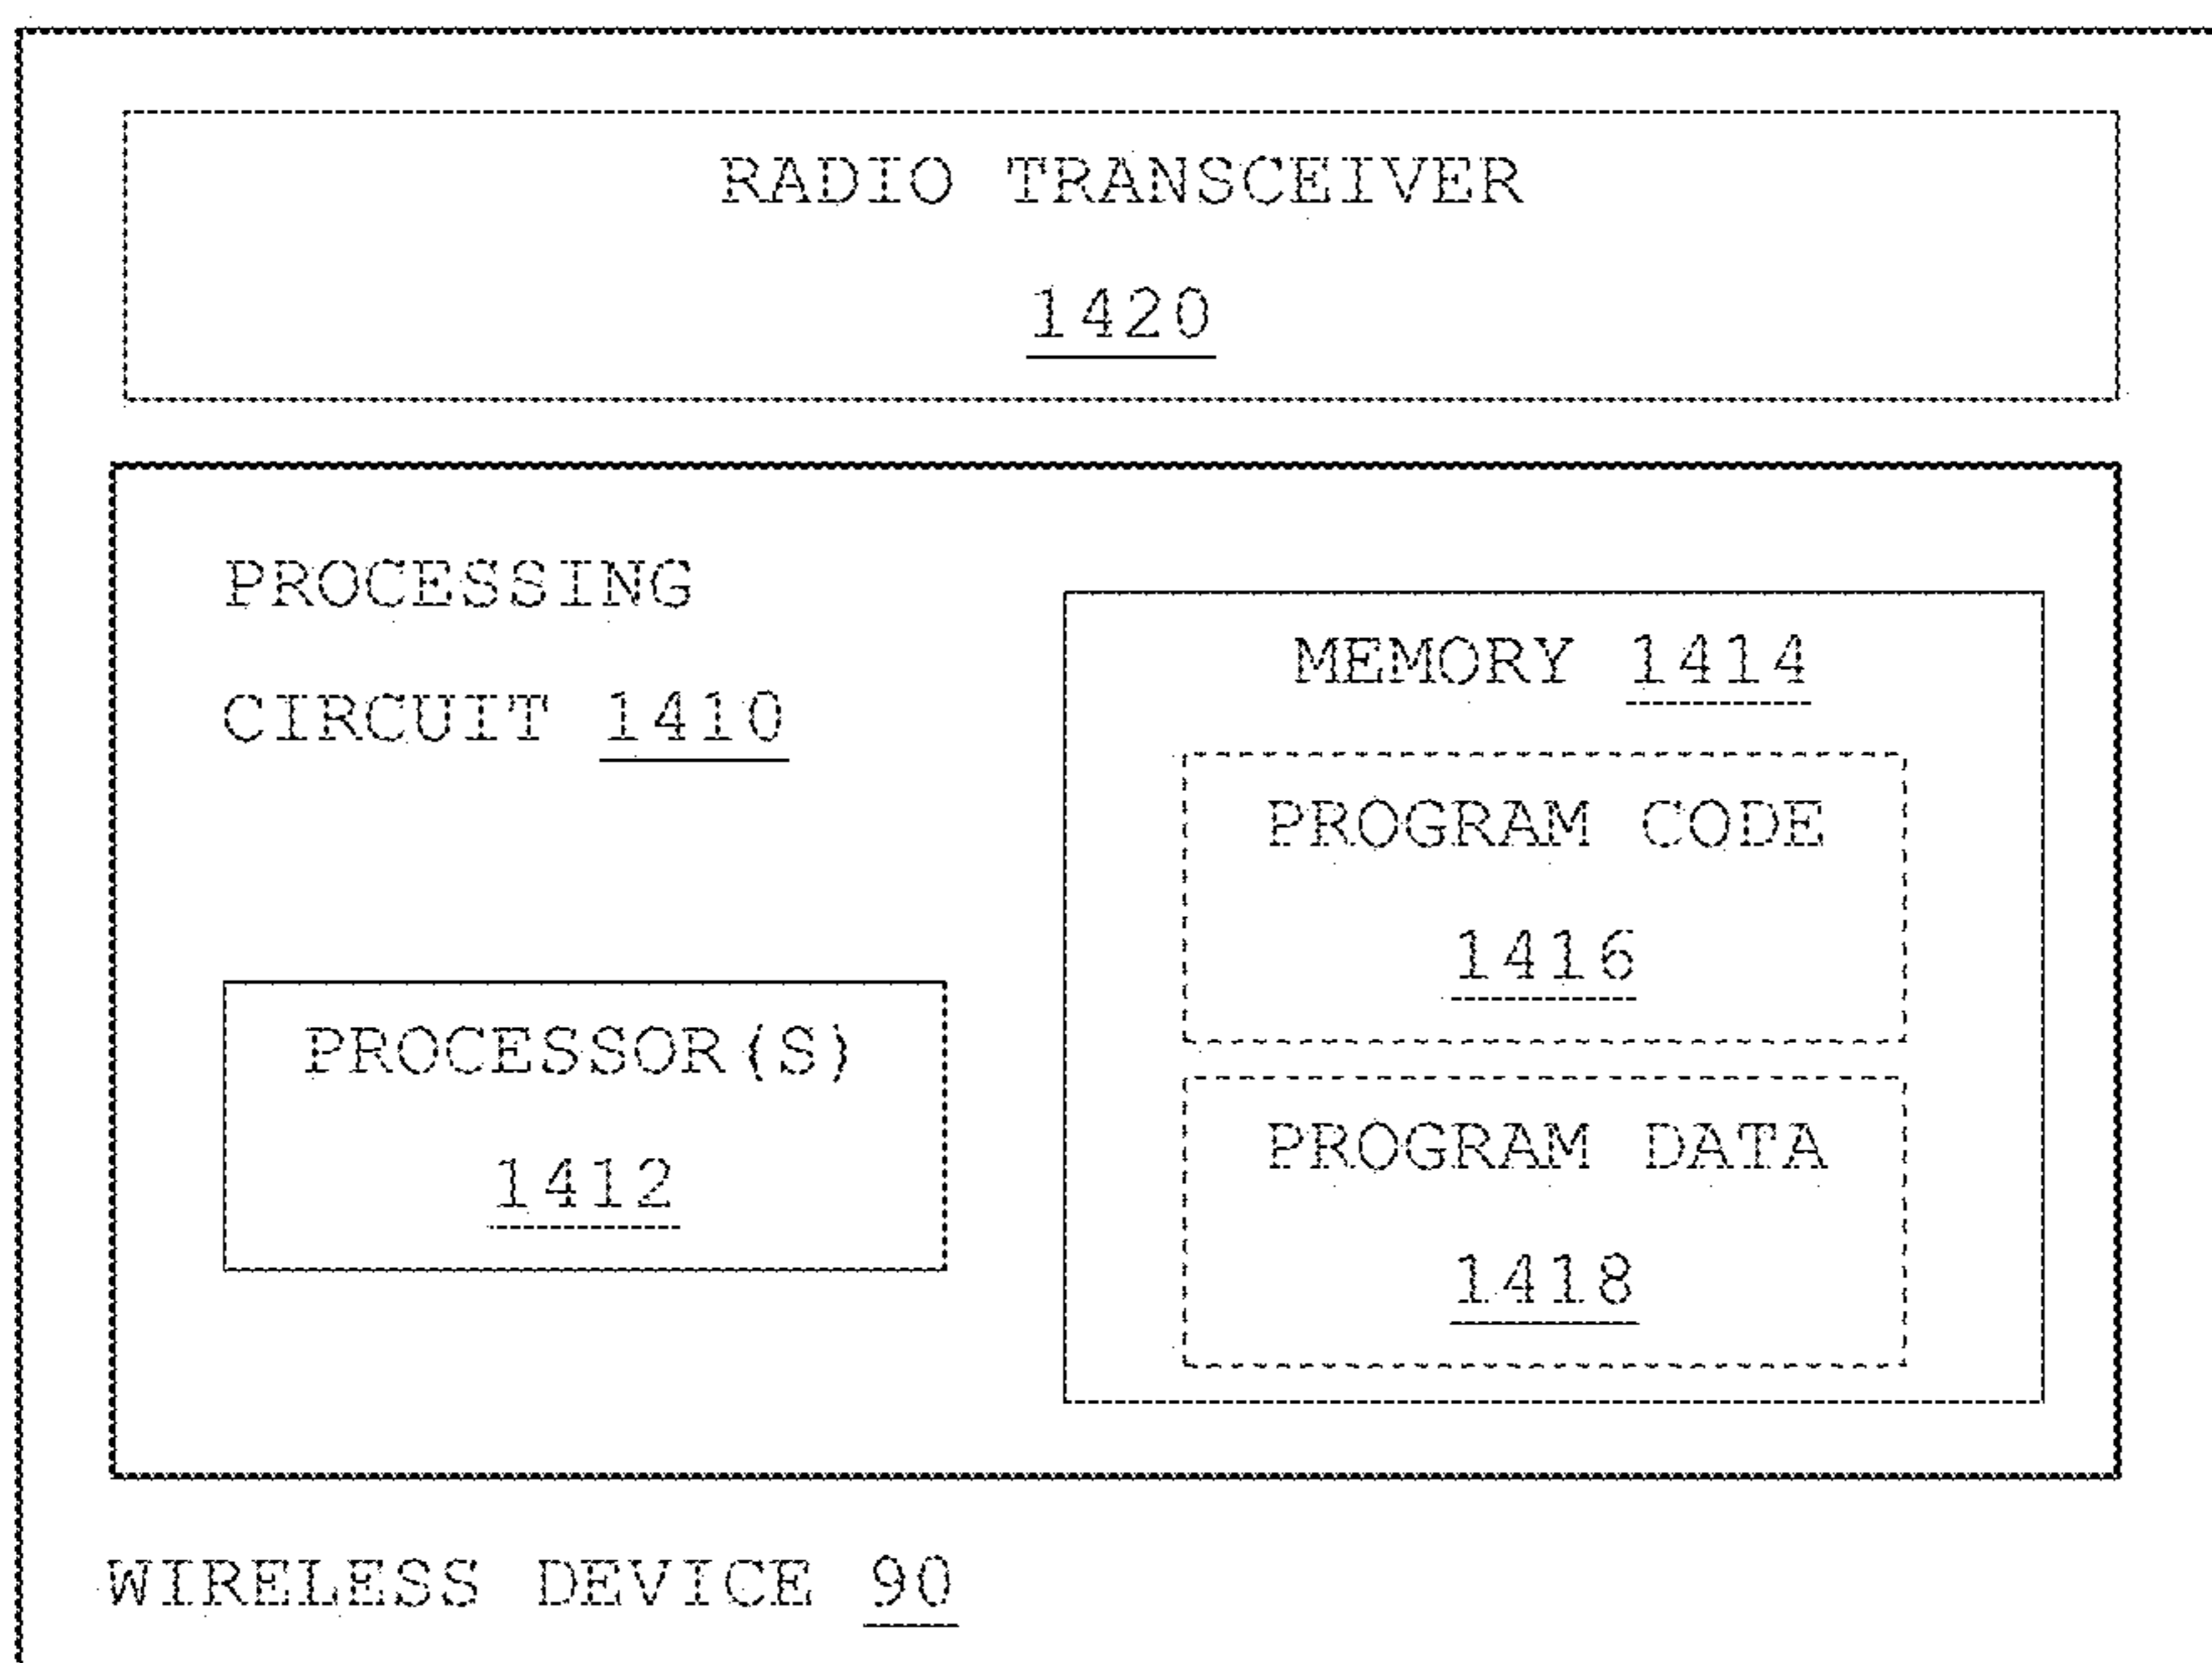 RADIO TRANSCEIVER
1420
PROCESSING
CIRCUIT 1410
PROCESSOR(S)
1412
MEMORY 1414
PROGRAM CODE
1416
PROGRAM DATA
1418
WIRELESS DEVICE 90